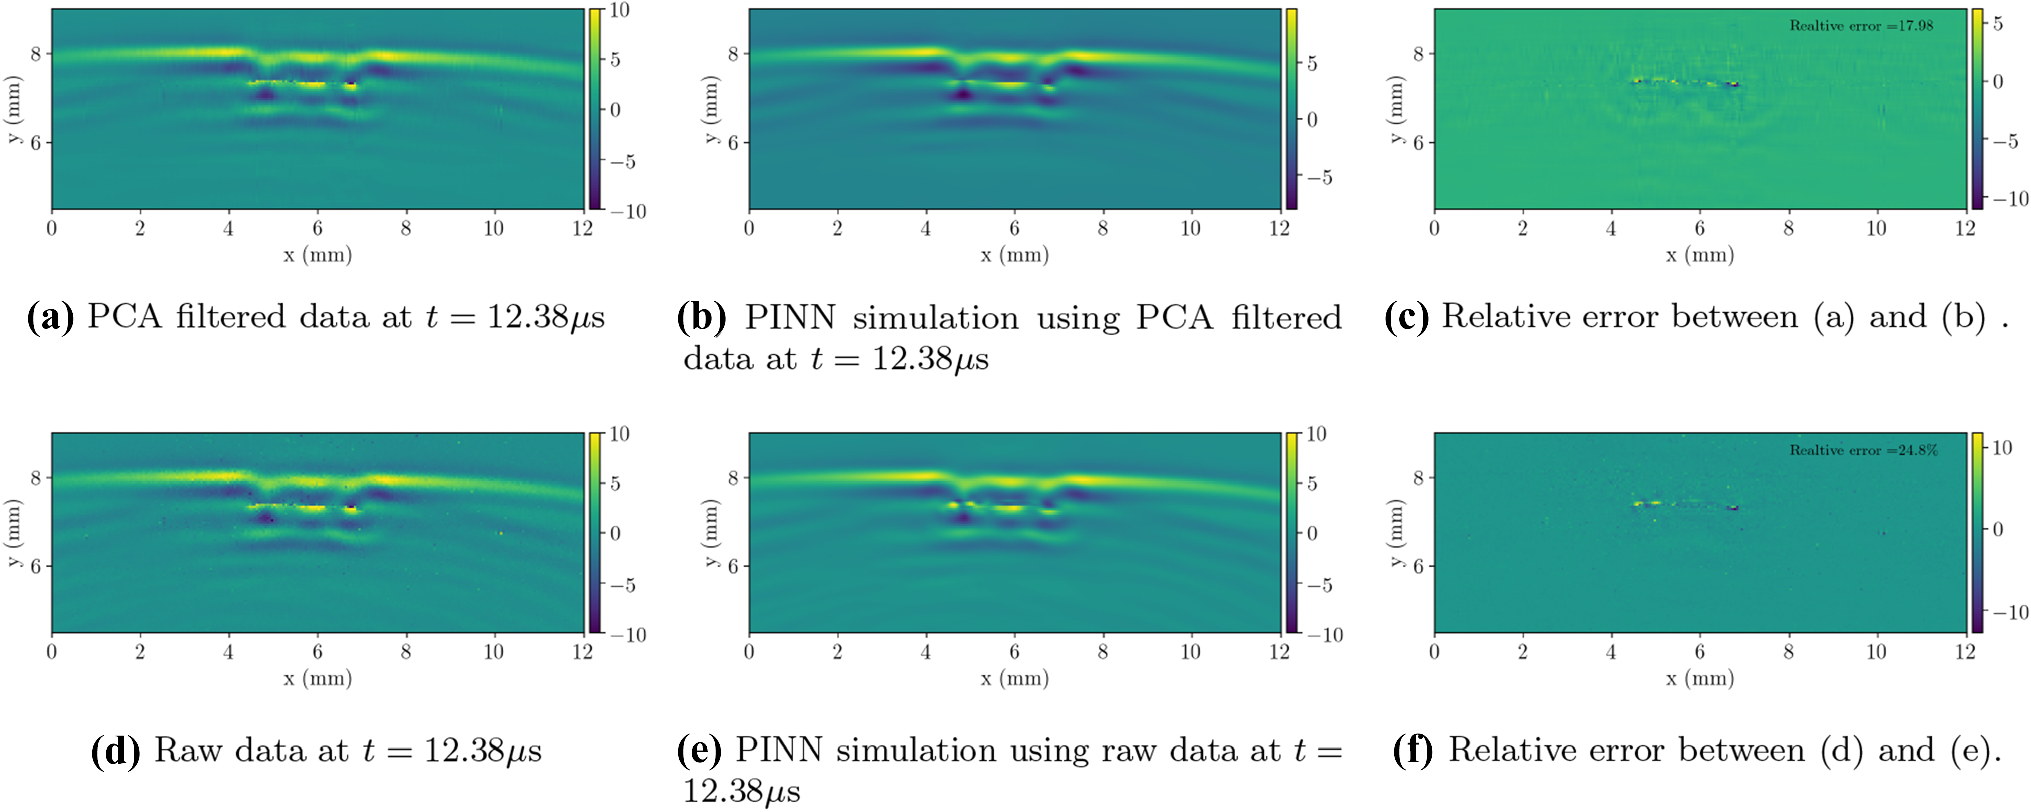 10
5
0
−5
−10
8
6
y (mm)
0 2 4 6 8 10 12
x (mm)
5
0
−5
8
6
y (mm)
0 2 4 6 8 10 12
x (mm)
Realtive error =17.98
5
0
−5
−10
8
6
y (mm)
0 2 4 6 8 10 12
x (mm)
(a) PCA filtered data at t = 12.38μs
(b) PINN simulation using PCA filtered
data at t = 12.38μs
(c) Relative error between (a) and (b) .
10
5
0
−5
−10
8
6
y (mm)
0 2 4 6 8 10 12
x (mm)
10
5
0
−5
−10
8
6
y (mm)
0 2 4 6 8 10 12
x (mm)
Realtive error =24.8%
10
0
−10
8
6
y (mm)
0 2 4 6 8 10 12
x (mm)
(d) Raw data at t = 12.38μs
(e) PINN simulation using raw data at t =
12.38μs
(f) Relative error between (d) and (e).